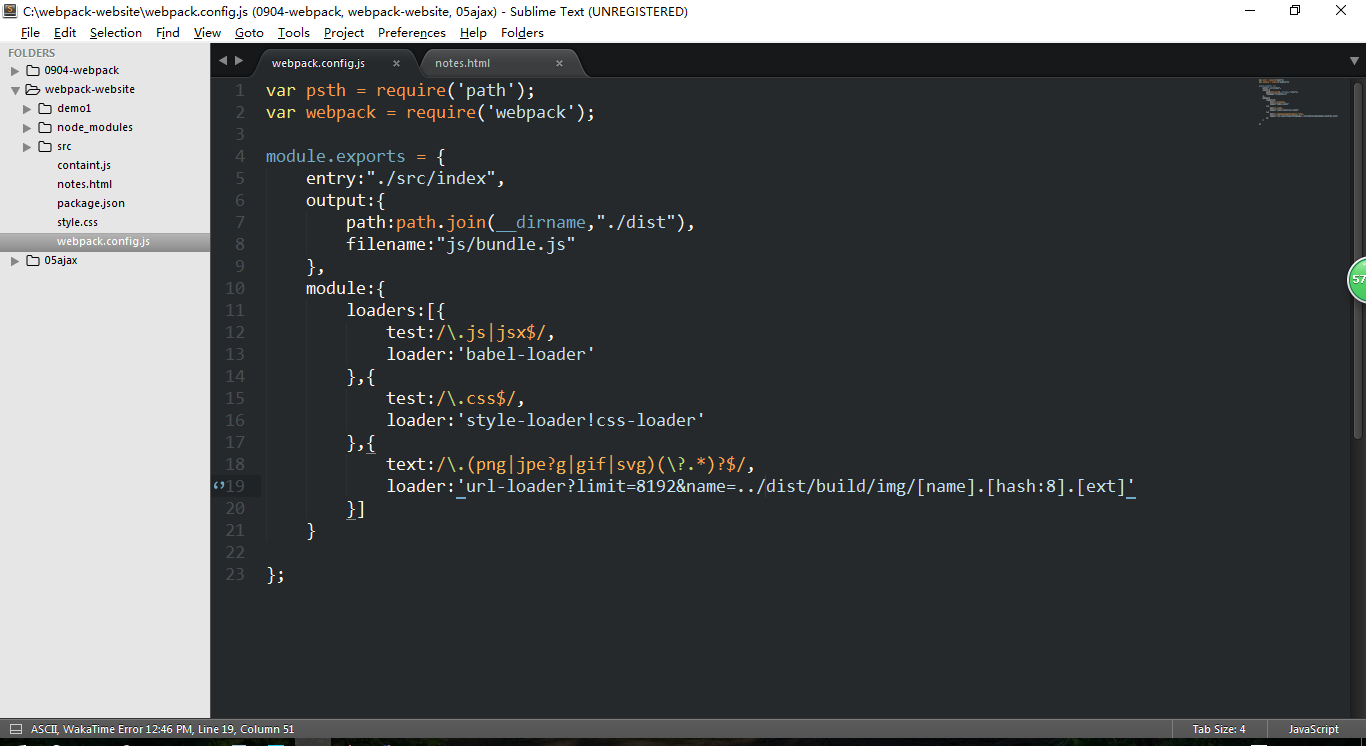 C:\webpack-website\webpack.config.js (0904-webpack, webpack-website, 05ajax) - Sublime Text (UNREGISTERED)
File Edit Selection Find View Goto Tools Project Preferences Help Folders
FOLDERS
0904-webpack
webpack-website
demo1
node_modules
src
containt.js
notes.html
package.json
style.css
webpack.config.js
05ajax
webpack.config.js × notes.html ×
1 var psth = require('path');
2 var webpack = require('webpack');
3
4 module.exports = {
5     entry:"./src/index",
6     output:{
7         path:path.join(__dirname,"./dist"),
8         filename:"js/bundle.js"
9     },
10     module:{
11         loaders:[{
12             test:/\.js|jsx$/,
13             loader:'babel-loader'
14         },{
15             test:/\.css$/,
16             loader:'style-loader!css-loader'
17         },{
18             text:/\.(png|jpe?g|gif|svg)(\?.*)?$/,
19             loader:'url-loader?limit=8192&name=../dist/build/img/[name].[hash:8].[ext]'
20         }]
21     }
22
23 };
57
ASCII, WakaTime Error 12:46 PM, Line 19, Column 51
Tab Size: 4 JavaScript